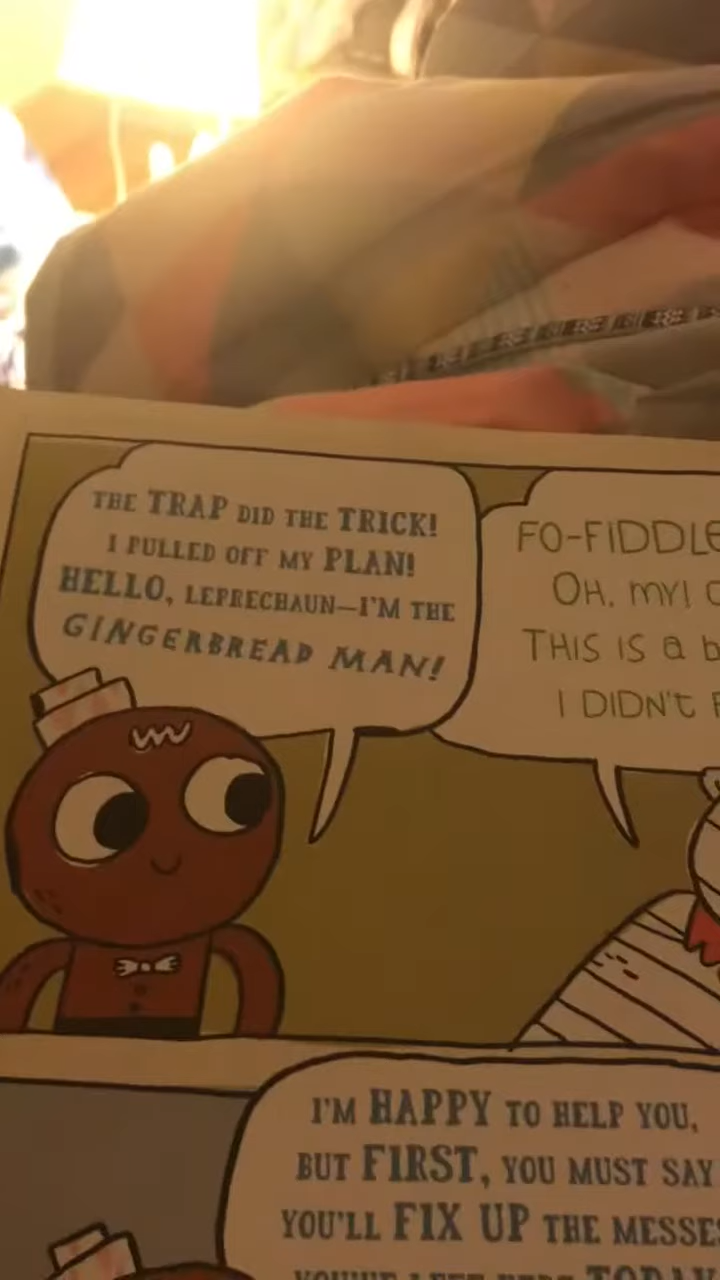 THE TRAP DID THE TRICK!
I PULLED OFF MY PLAN!
HELLO, LEPRECHAUN—I'M THE
GINGERBREAD MAN!
FO-FIDDLE
OH, MY!
THIS IS a
I DIDN'T
I'M HAPPY TO HELP YOU,
BUT FIRST, YOU MUST SAY
YOU'LL FIX UP THE MESSES
TODAY